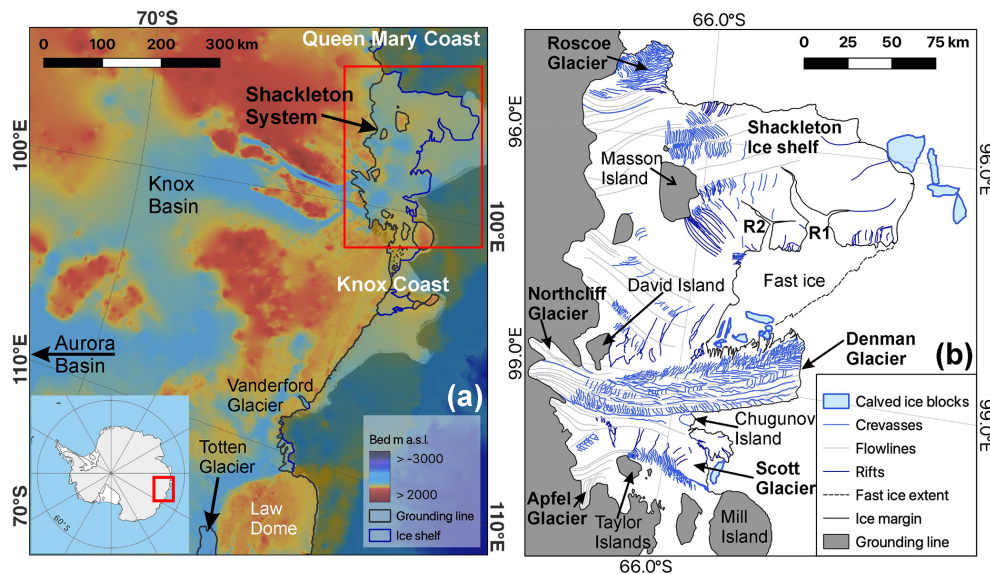 70°S
0 100 200 300 km
Queen Mary Coast
Shackleton
System
100°E
Knox
Basin
100°E
Knox Coast
Aurora
Basin
110°E
Vanderford
Glacier
(a)
Totten
Glacier
Bed m a.s.l.
> -3000
> 2000
Grounding line
Ice shelf
Law
Dome
60°S
70°S
110°E
66.0°S
Roscoe
Glacier
0 25 50 75 km
99.0°E
Shackleton
Ice shelf
96.0°E
Masson
Island
R2
R1
David Island
Fast ice
Northcliff
Glacier
Denman
Glacier
(b)
99.0°E
Chugunov
Island
Scott
Glacier
Apfel
Glacier
Taylor
Islands
Mill
Island
99.0°E
Calved ice blocks
Crevasses
Flowlines
Rifts
Fast ice extent
Ice margin
Grounding line
66.0°S